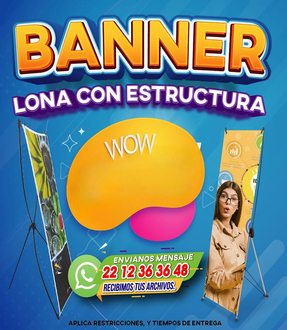 BANNER
LONA CON ESTRUCTURA
WOW
ENVIANOS MENSAJE
22 12 36 36 48
RECIBIMOS TUS ARCHIVOS!
APLICA RESTRICCIONES, Y TIEMPOS DE ENTREGA